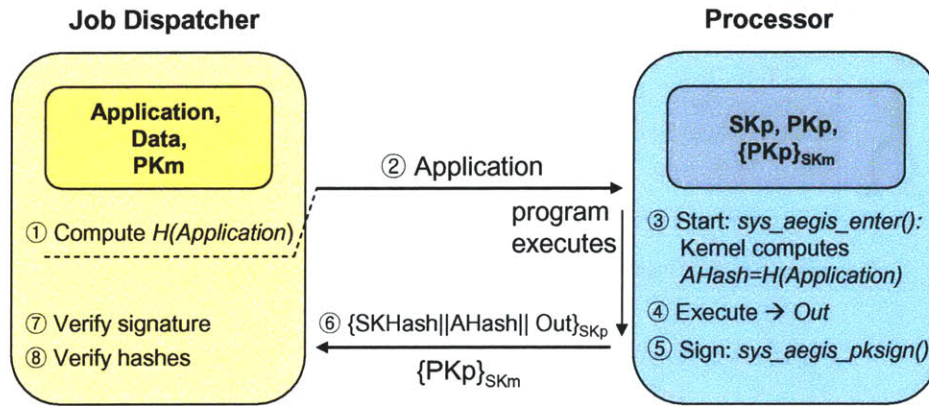 Job Dispatcher
Application,
Data,
PKm
① Compute H(Application)
⑦ Verify signature
⑧ Verify hashes
② Application
program
executes
⑥ {SKHash||AHash|| Out}SKp
{PKp}SKm
Processor
SKp, PKp,
{PKp}SKm
③ Start: sys_aegis_enter():
Kernel computes
AHash=H(Application)
④ Execute → Out
⑤ Sign: sys_aegis_pksign()